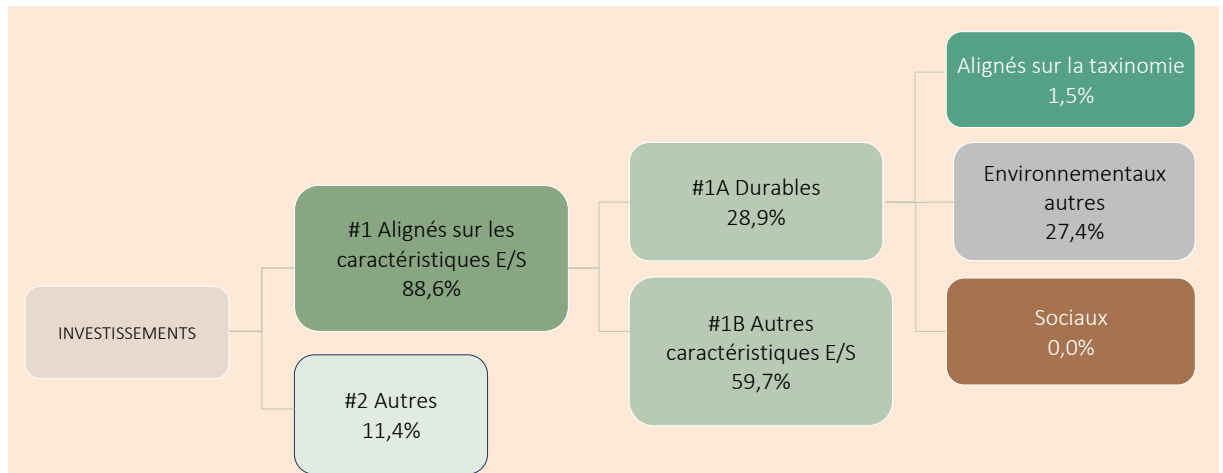 INVESTISSEMENTS
#1 Alignés sur les
caractéristiques E/S
88,6%
#2 Autres
11,4%
#1A Durables
28,9%
#1B Autres
caractéristiques E/S
59,7%
Alignés sur la taxinomie
1,5%
Environnementaux
autres
27,4%
Sociaux
0,0%